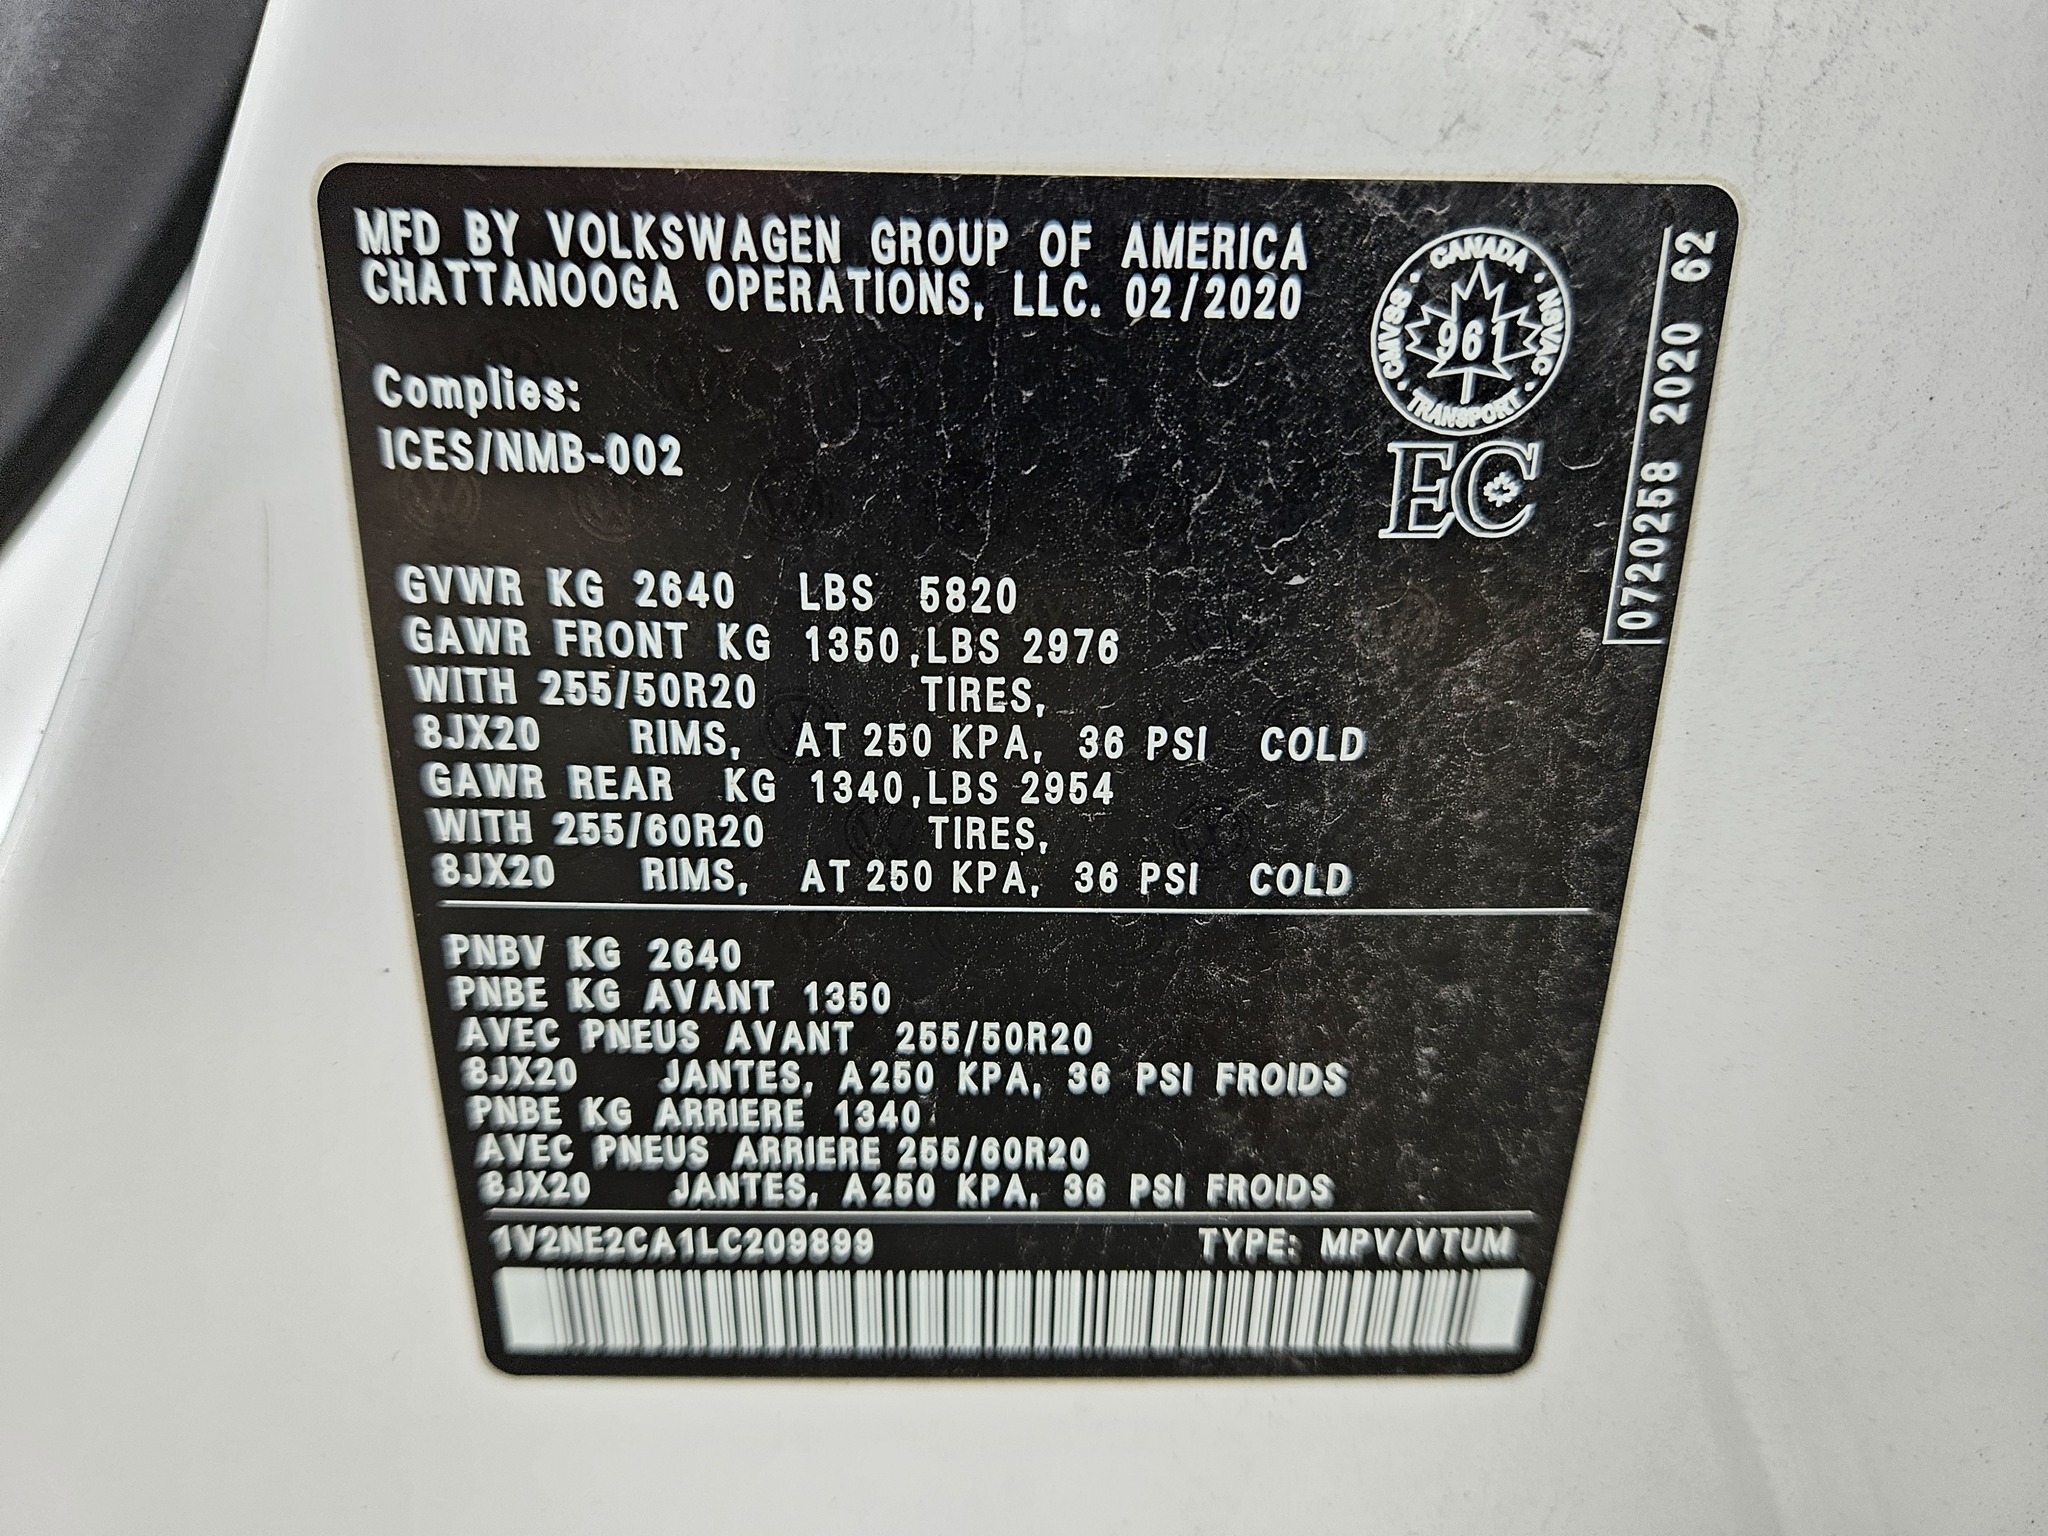 MFD BY VOLKSWAGEN GROUP OF AMERICA
CHATTANOOGA OPERATIONS, LLC. 02/2020
CANADA
CMVSS
NSVAC
961
TRANSPORT
EC
0720258 2020 62
Complies:
ICES/NMB-002
GVWR KG 2640 LBS 5820
GAWR FRONT KG 1350,LBS 2976
WITH 255/50R20 TIRES,
8JX20 RIMS, AT 250 KPA, 36 PSI COLD
GAWR REAR KG 1340,LBS 2954
WITH 255/60R20 TIRES,
8JX20 RIMS, AT 250 KPA, 36 PSI COLD
PNBV KG 2640
PNBE KG AVANT 1350
AVEC PNEUS AVANT 255/50R20
8JX20 JANTES, A 250 KPA, 36 PSI FROIDS
PNBE KG ARRIERE 1340
AVEC PNEUS ARRIERE 255/60R20
8JX20 JANTES, A 250 KPA, 36 PSI FROIDS
1V2NE2CA1LC209899 TYPE: MPV/VTUM